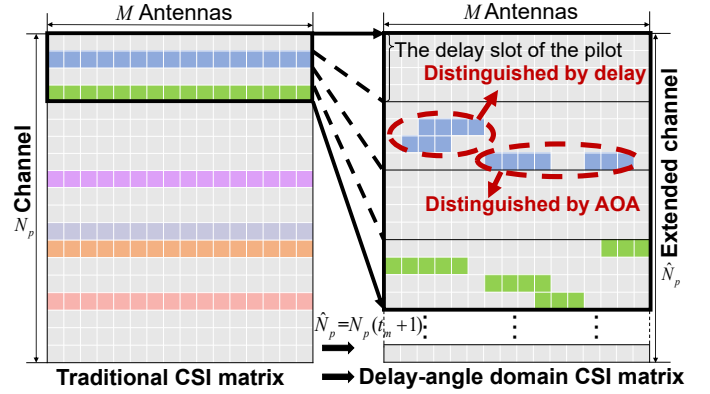 M Antennas
M Antennas
The delay slot of the pilot
Distinguished by delay
Channel
N_p
Distinguished by AOA
Extended channel
N̂_p
N̂_p=N_p(t_m+1)
Traditional CSI matrix
Delay-angle domain CSI matrix